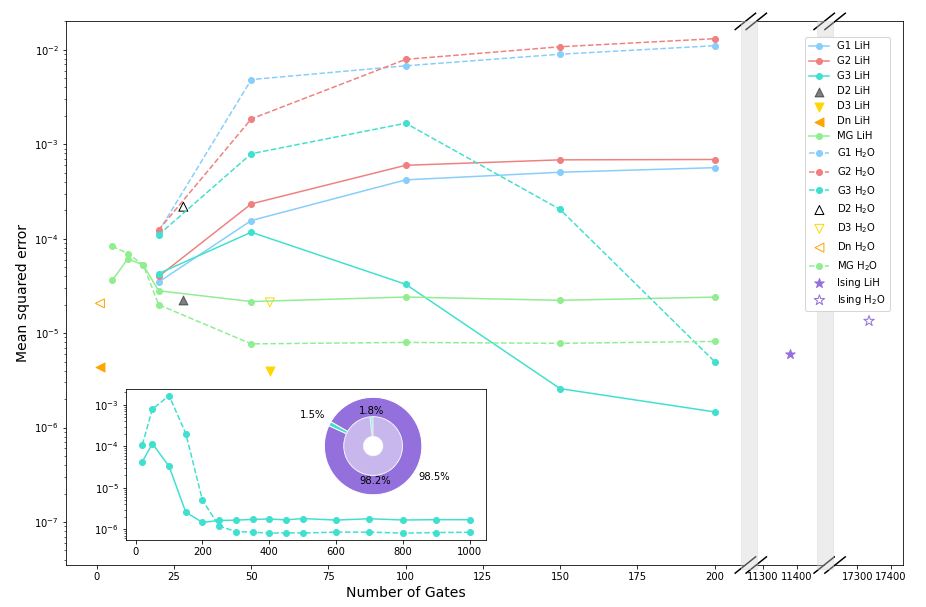 10⁻²
10⁻³
10⁻⁴
10⁻⁵
10⁻⁶
10⁻⁷
Mean squared error
G1 LiH
G2 LiH
G3 LiH
D2 LiH
D3 LiH
Dn LiH
MG LiH
G1 H₂O
G2 H₂O
G3 H₂O
D2 H₂O
D3 H₂O
Dn H₂O
MG H₂O
Ising LiH
Ising H₂O
10⁻³
10⁻⁴
10⁻⁵
10⁻⁶
1.5%
1.8%
98.2%
98.5%
0 200 400 600 800 1000
0 25 50 75 100 125 150 175 200 11300 11400 17300 17400
Number of Gates